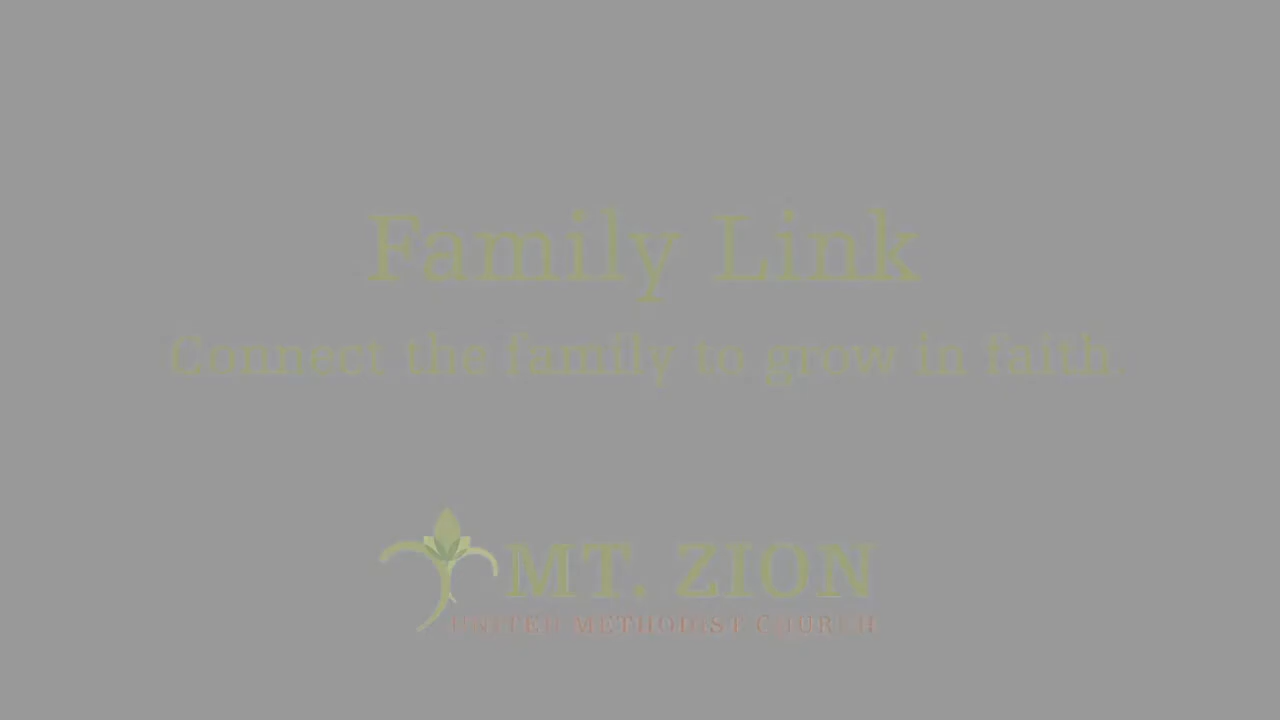 Family Link
Connect the family to grow in faith.
MT. ZION
UNITED METHODIST CHURCH